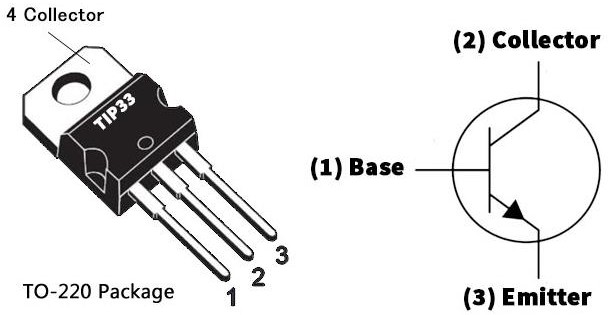 4 Collector
TIP33
1
2
3
TO-220 Package
(2) Collector
(1) Base
(3) Emitter